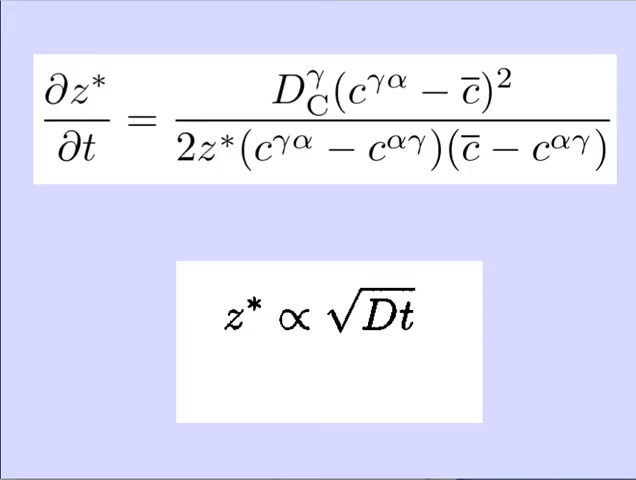 ∂z*/∂t = D_C^γ(c^{γα} − c̄)² / 2z*(c^{γα} − c^{αγ})(c̄ − c^{αγ})
z* ∝ √(Dt)